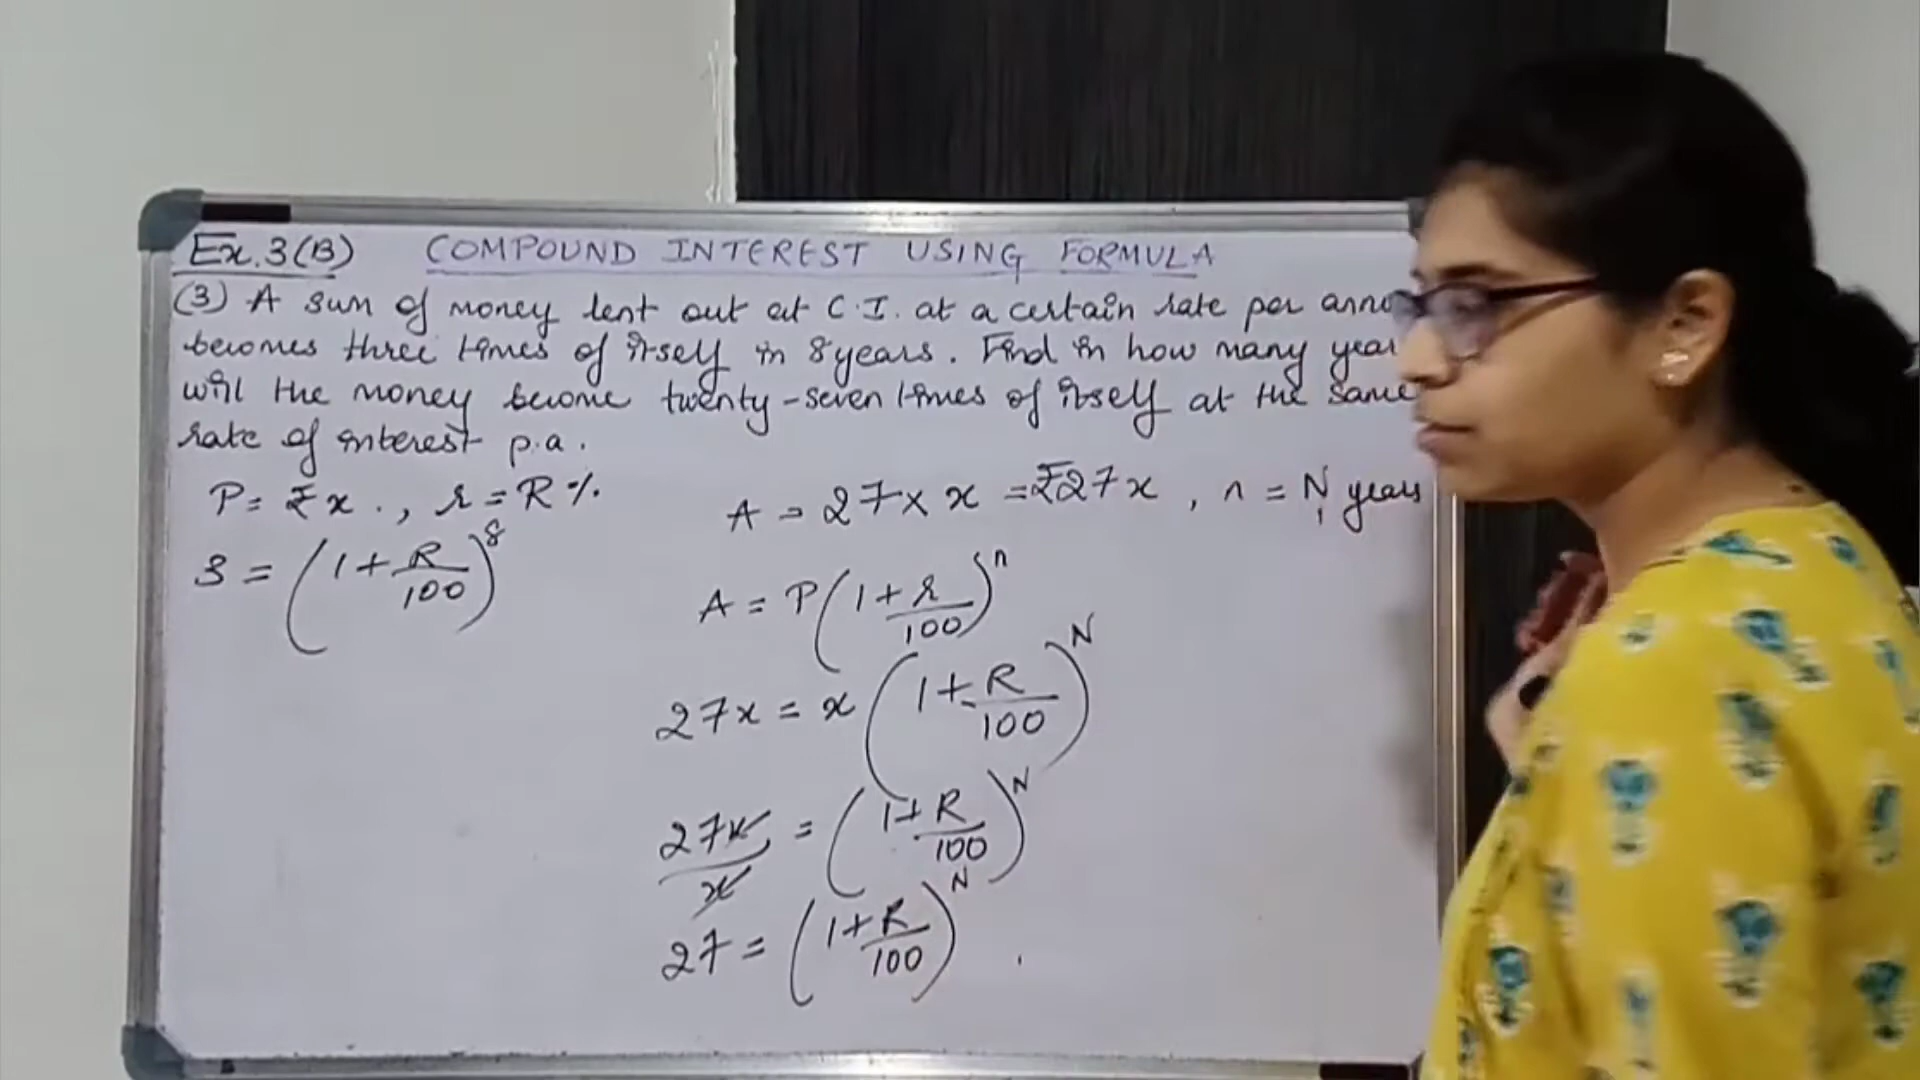 Ex. 3(B) COMPOUND INTEREST USING FORMULA
(3) A sum of money lent out at C.I. at a certain rate per
becomes three times of itself in 8 years. Find in how many
will the money become twenty-seven times of itself at the same
rate of interest p.a.
P = ₹ x . , r = R %. A = 27 × x = ₹27x , n = N years
3 = (1 + R/100)^8
A = P(1 + r/100)^n
27x = x (1 + R/100)^N
27x/x = (1 + R/100)^N
27 = (1 + R/100)^N